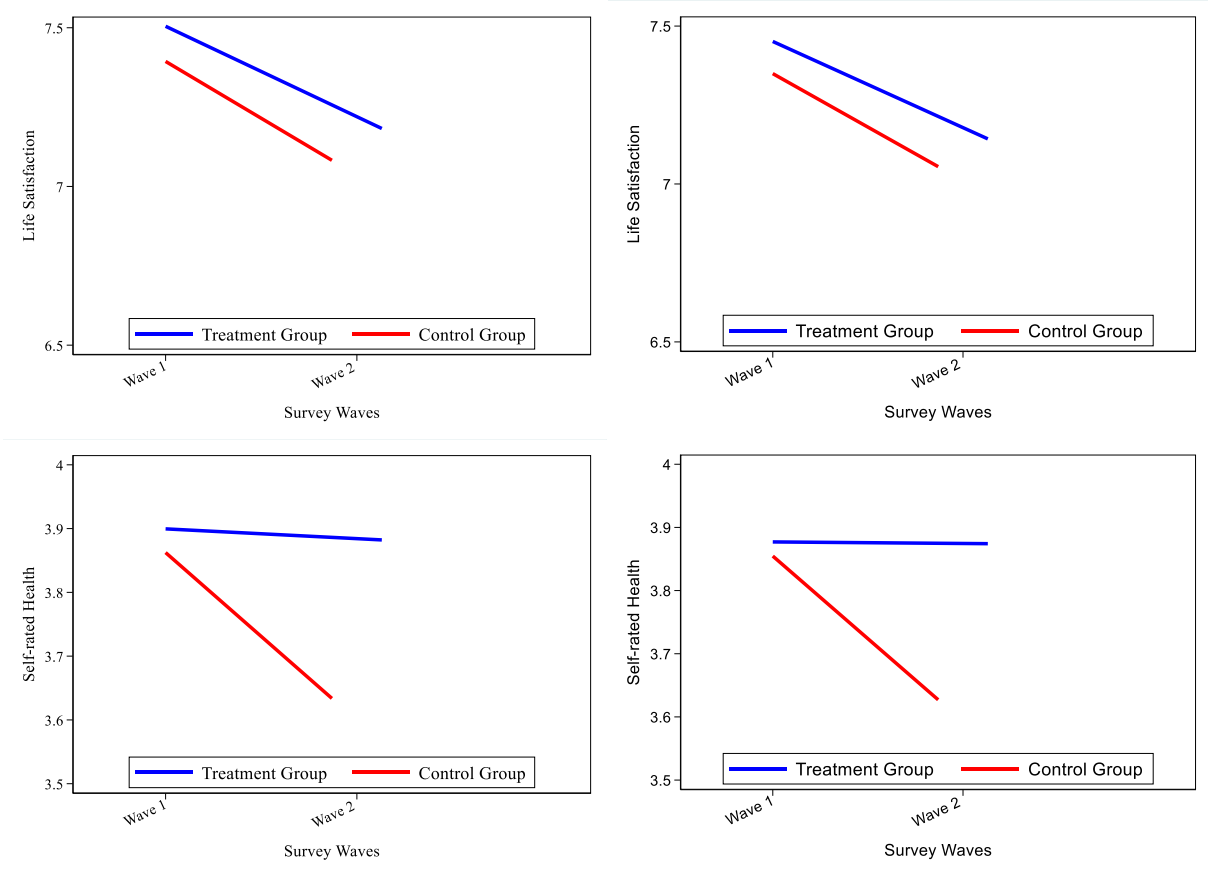 7.5
7
6.5
Life Satisfaction
Treatment Group
Control Group
Wave 1
Wave 2
Survey Waves
7.5
7
6.5
Life Satisfaction
Treatment Group
Control Group
Wave 1
Wave 2
Survey Waves
4
3.9
3.8
3.7
3.6
3.5
Self-rated Health
Treatment Group
Control Group
Wave 1
Wave 2
Survey Waves
4
3.9
3.8
3.7
3.6
3.5
Self-rated Health
Treatment Group
Control Group
Wave 1
Wave 2
Survey Waves